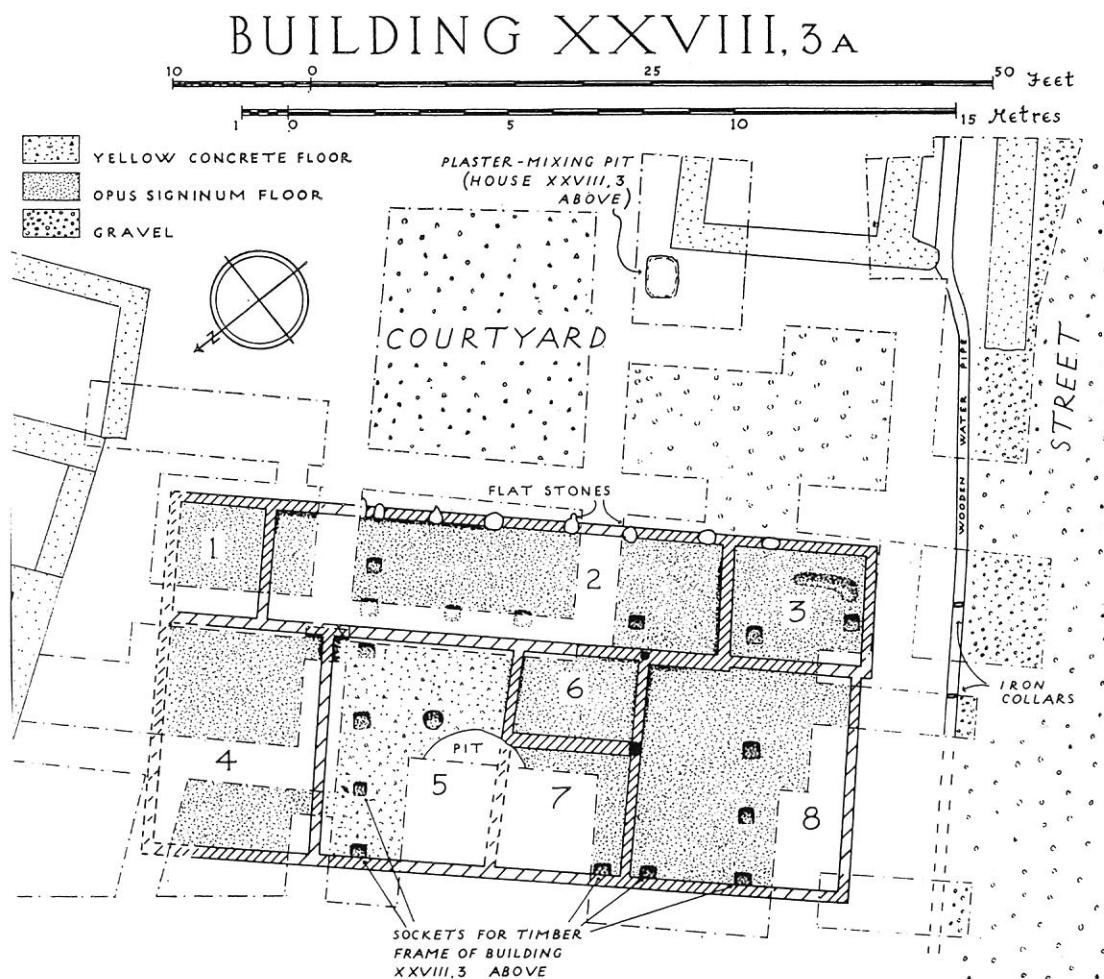 BUILDING XXVIII, 3A
10 0 25 50 Feet
1 0 5 10 15 Metres
YELLOW CONCRETE FLOOR
OPUS SIGNINUM FLOOR
GRAVEL
PLASTER-MIXING PIT
(HOUSE XXVIII, 3
ABOVE)
N
COURTYARD
WOODEN WATER PIPE
STREET
FLAT STONES
1
2
3
IRON
COLLARS
6
PIT
4
5
7
8
SOCKETS FOR TIMBER
FRAME OF BUILDING
XXVIII, 3 ABOVE